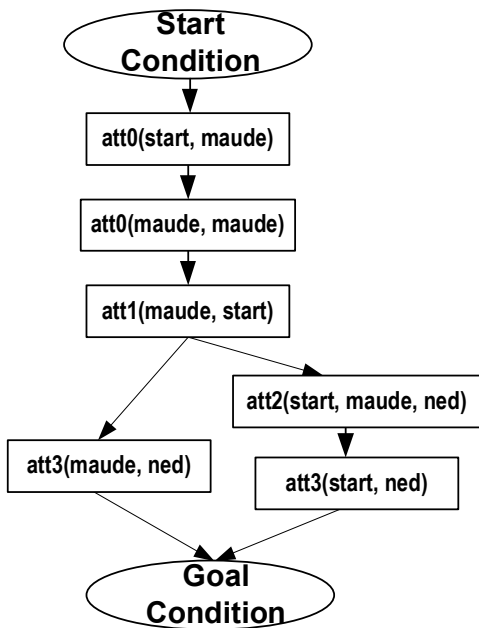 Start
Condition
att0(start, maude)
att0(maude, maude)
att1(maude, start)
att2(start, maude, ned)
att3(maude, ned)
att3(start, ned)
Goal
Condition